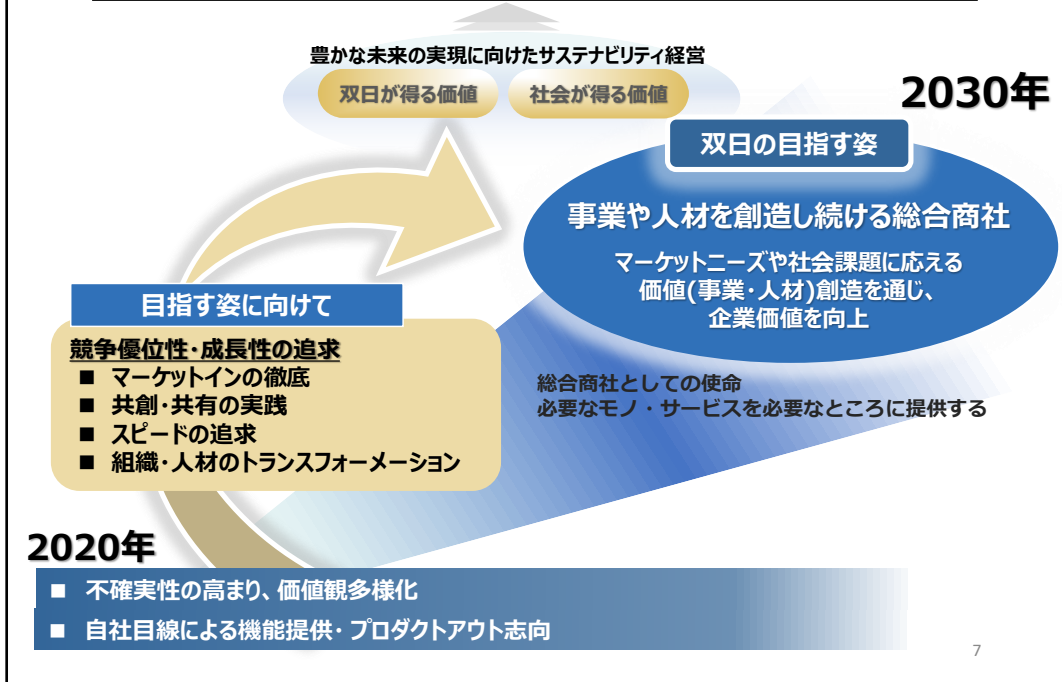 豊かな未来の実現に向けたサステナビリティ経営
双日が得る価値
社会が得る価値
2030年
双日の目指す姿
事業や人材を創造し続ける総合商社
マーケットニーズや社会課題に応える
価値(事業・人材)創造を通じ、
企業価値を向上
目指す姿に向けて
競争優位性・成長性の追求
■ マーケットインの徹底
■ 共創・共有の実践
■ スピードの追求
■ 組織・人材のトランスフォーメーション
総合商社としての使命
必要なモノ・サービスを必要なところに提供する
2020年
■ 不確実性の高まり、価値観多様化
■ 自社目線による機能提供・プロダクトアウト志向
7